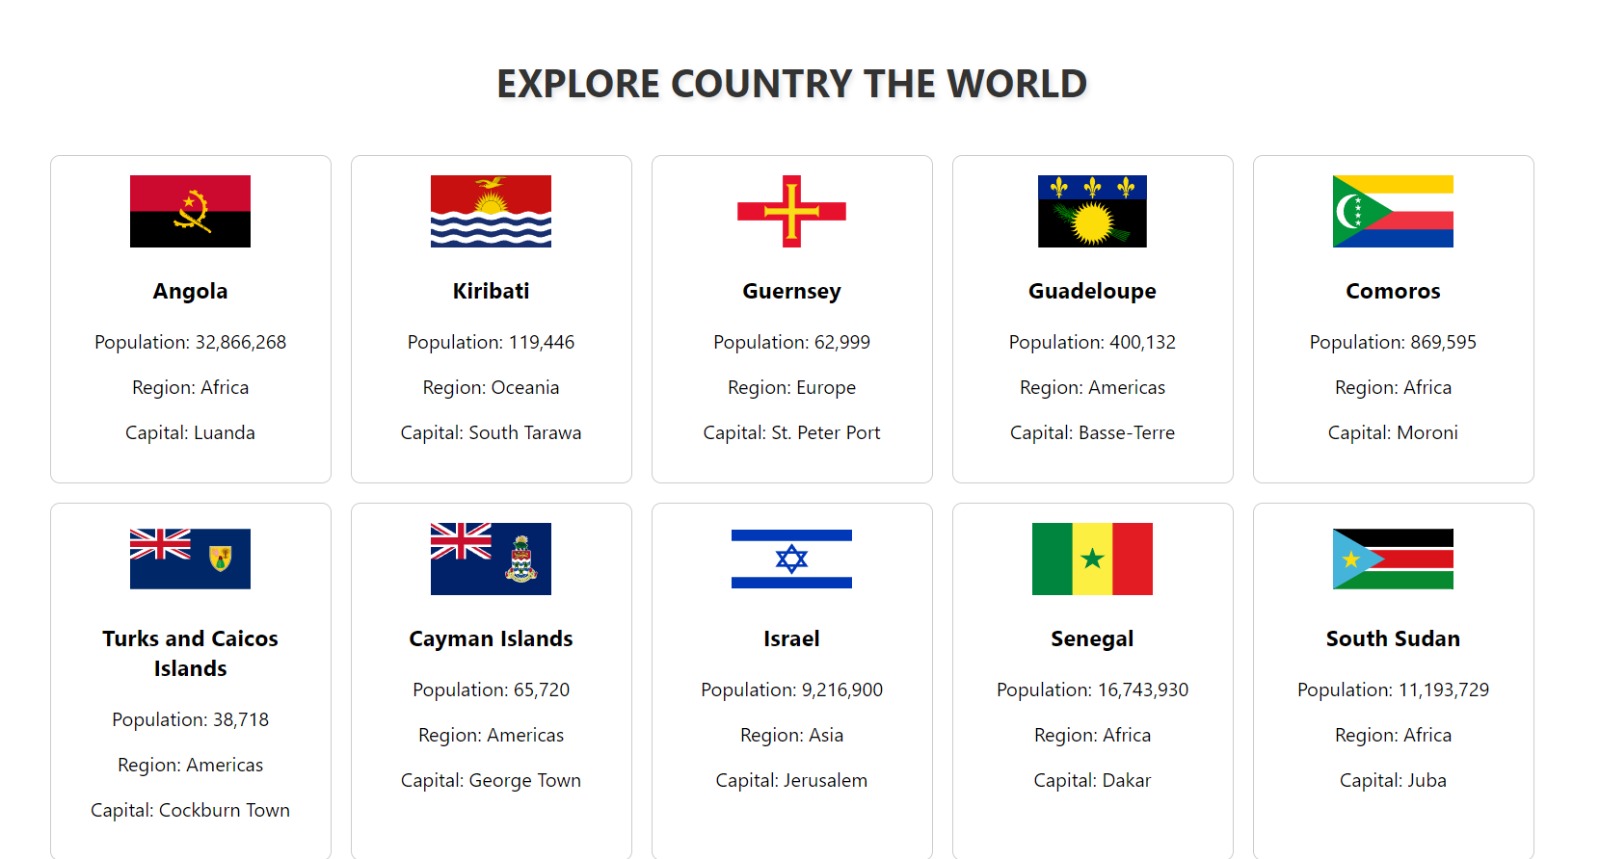 EXPLORE COUNTRY THE WORLD
Angola
Population: 32,866,268
Region: Africa
Capital: Luanda
Kiribati
Population: 119,446
Region: Oceania
Capital: South Tarawa
Guernsey
Population: 62,999
Region: Europe
Capital: St. Peter Port
Guadeloupe
Population: 400,132
Region: Americas
Capital: Basse-Terre
Comoros
Population: 869,595
Region: Africa
Capital: Moroni
Turks and Caicos
Islands
Population: 38,718
Region: Americas
Capital: Cockburn Town
Cayman Islands
Population: 65,720
Region: Americas
Capital: George Town
Israel
Population: 9,216,900
Region: Asia
Capital: Jerusalem
Senegal
Population: 16,743,930
Region: Africa
Capital: Dakar
South Sudan
Population: 11,193,729
Region: Africa
Capital: Juba